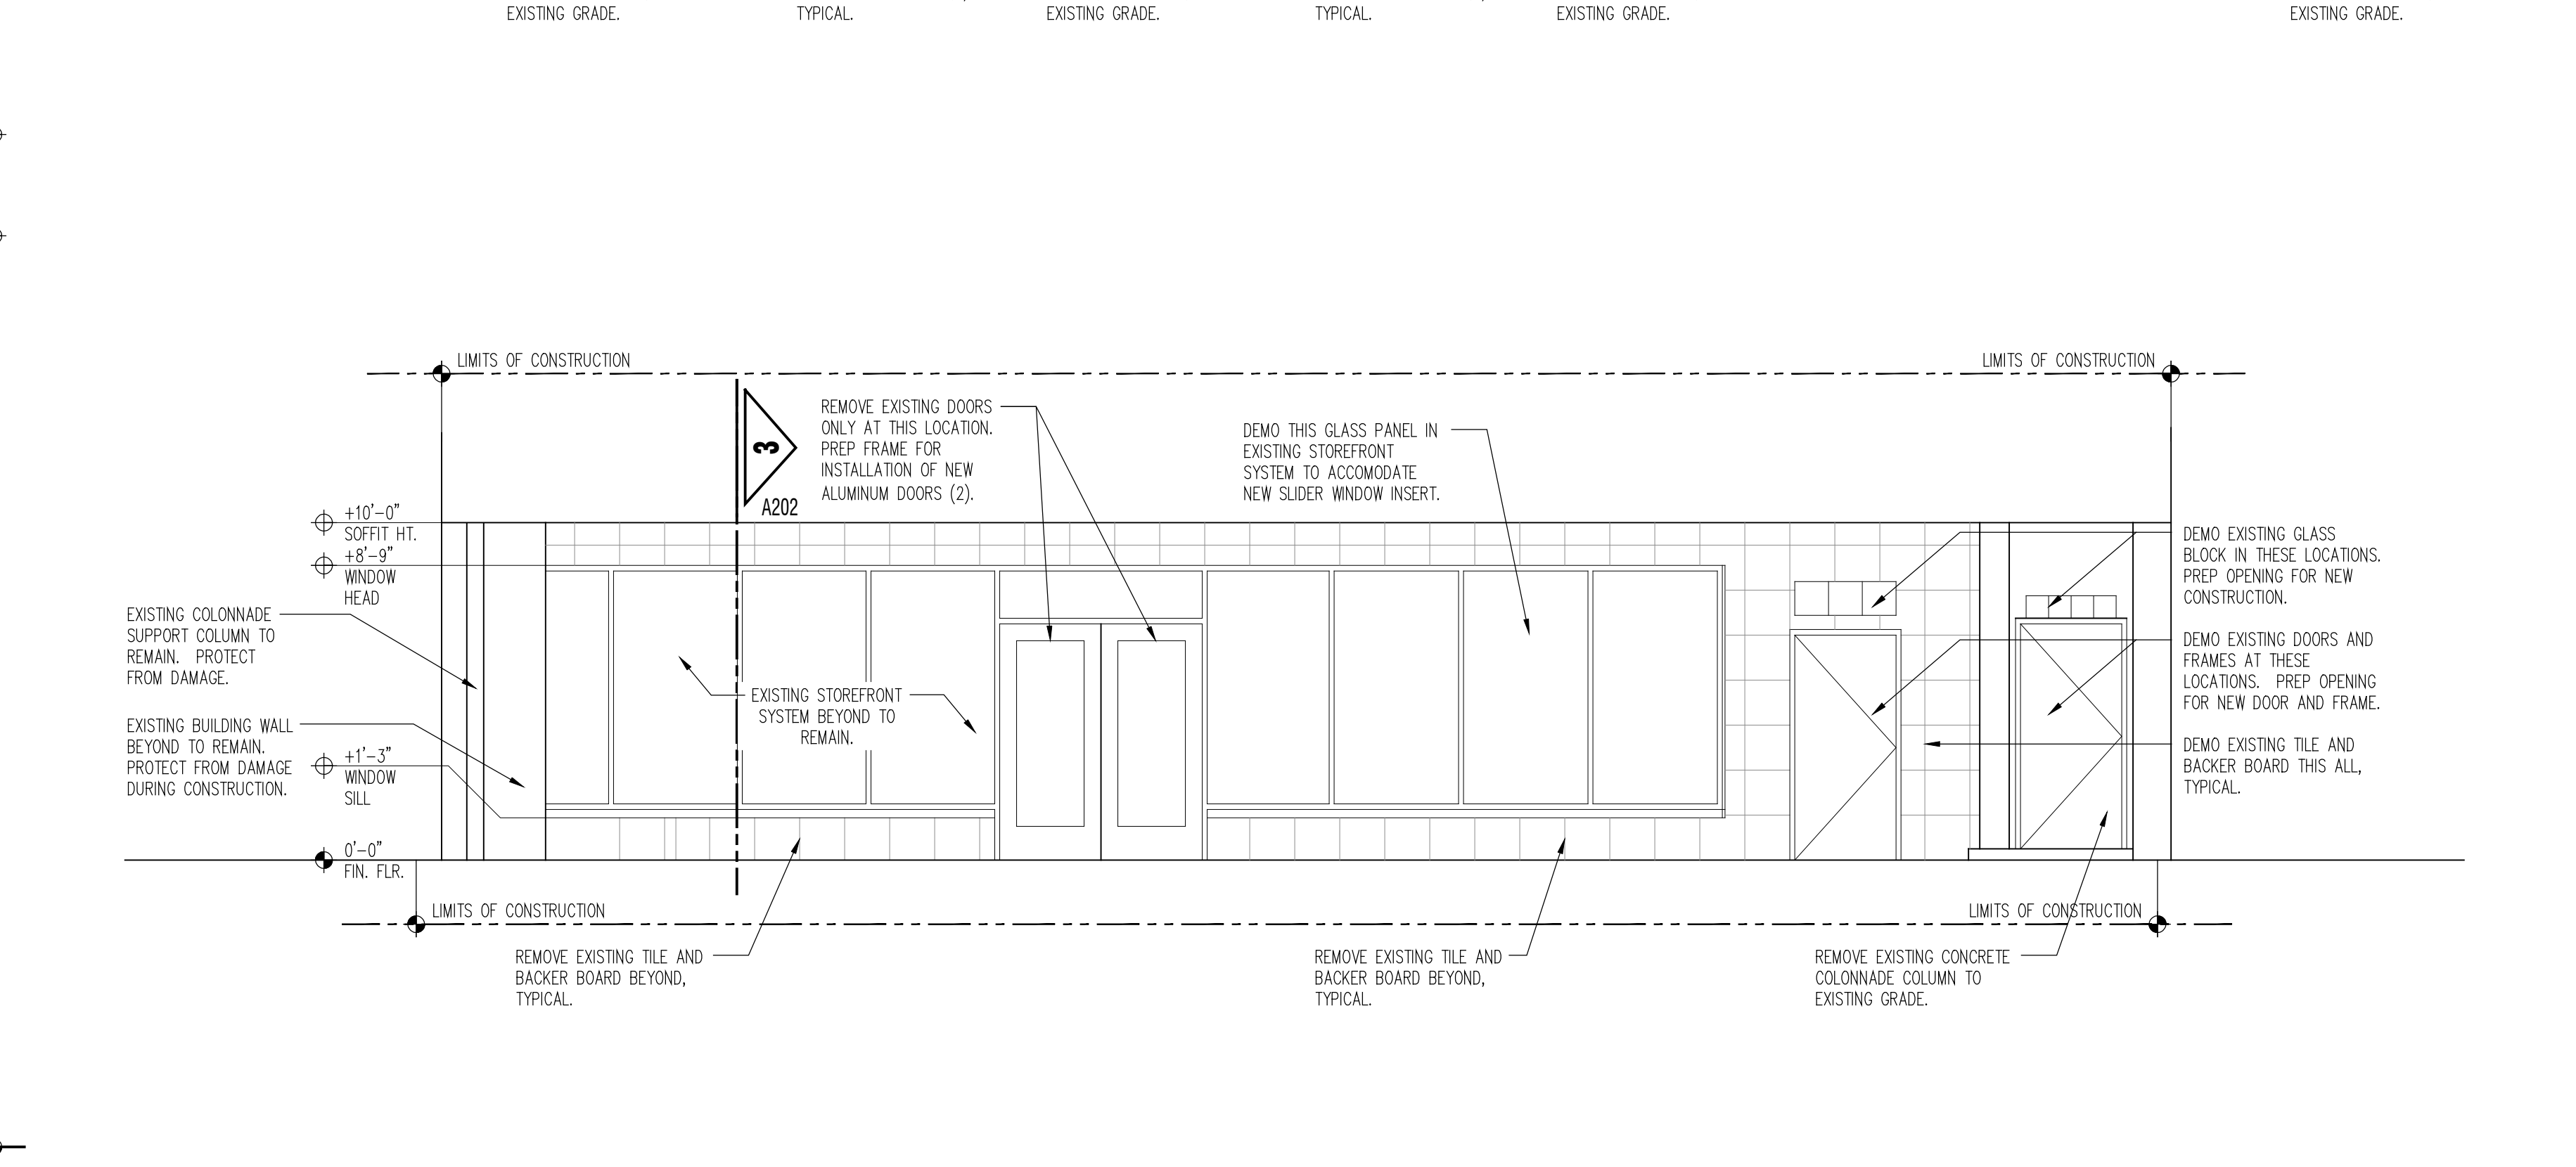 EXISTING GRADE.
TYPICAL.
EXISTING GRADE.
TYPICAL.
EXISTING GRADE.
EXISTING GRADE.
LIMITS OF CONSTRUCTION
LIMITS OF CONSTRUCTION
3
A202
REMOVE EXISTING DOORS
ONLY AT THIS LOCATION.
PREP FRAME FOR
INSTALLATION OF NEW
ALUMINUM DOORS (2).
DEMO THIS GLASS PANEL IN
EXISTING STOREFRONT
SYSTEM TO ACCOMODATE
NEW SLIDER WINDOW INSERT.
+10'-0"
SOFFIT HT.
+8'-9"
WINDOW
HEAD
EXISTING COLONNADE
SUPPORT COLUMN TO
REMAIN. PROTECT
FROM DAMAGE.
EXISTING BUILDING WALL
BEYOND TO REMAIN.
PROTECT FROM DAMAGE
DURING CONSTRUCTION.
+1'-3"
WINDOW
SILL
0'-0"
FIN. FLR.
EXISTING STOREFRONT
SYSTEM BEYOND TO
REMAIN.
DEMO EXISTING GLASS
BLOCK IN THESE LOCATIONS.
PREP OPENING FOR NEW
CONSTRUCTION.
DEMO EXISTING DOORS AND
FRAMES AT THESE
LOCATIONS. PREP OPENING
FOR NEW DOOR AND FRAME.
DEMO EXISTING TILE AND
BACKER BOARD THIS ALL,
TYPICAL.
LIMITS OF CONSTRUCTION
LIMITS OF CONSTRUCTION
REMOVE EXISTING TILE AND
BACKER BOARD BEYOND,
TYPICAL.
REMOVE EXISTING TILE AND
BACKER BOARD BEYOND,
TYPICAL.
REMOVE EXISTING CONCRETE
COLONNADE COLUMN TO
EXISTING GRADE.